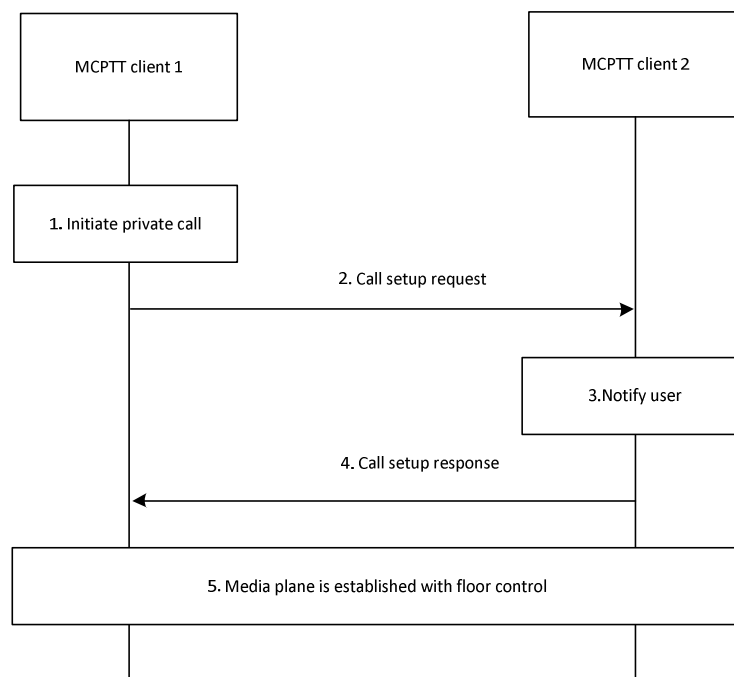 MCPTT client 1
MCPTT client 2
1. Initiate private call
2. Call setup request
3.Notify user
4. Call setup response
5. Media plane is established with floor control